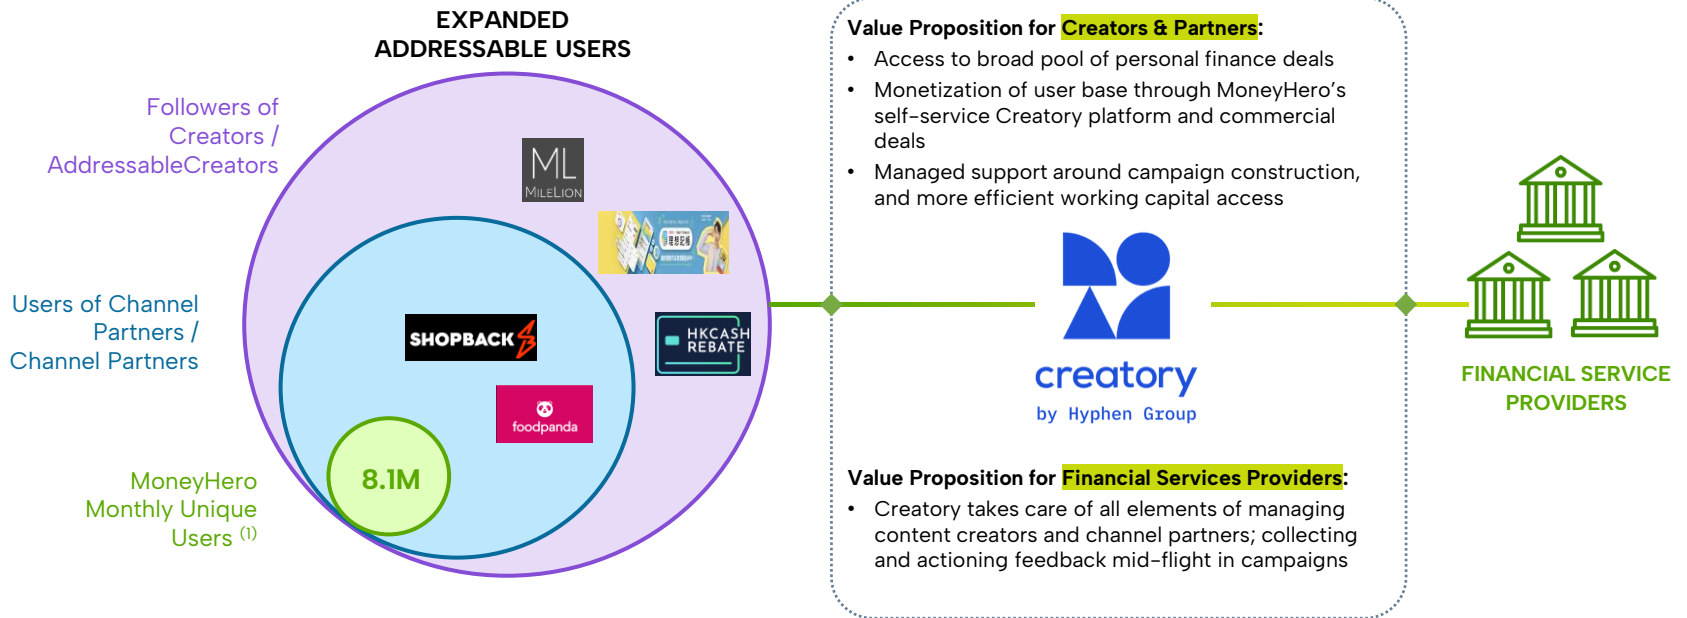 EXPANDED
ADDRESSABLE USERS
Followers of
Creators /
AddressableCreators
Users of Channel
Partners /
Channel Partners
MoneyHero
Monthly Unique
Users (1)
ML
MILELION
SHOPBACK
HKCASH
REBATE
foodpanda
8.1M
Value Proposition for Creators & Partners:
• Access to broad pool of personal finance deals
• Monetization of user base through MoneyHero's
self-service Creatory platform and commercial
deals
• Managed support around campaign construction,
and more efficient working capital access
creatory
by Hyphen Group
Value Proposition for Financial Services Providers:
• Creatory takes care of all elements of managing
content creators and channel partners; collecting
and actioning feedback mid-flight in campaigns
FINANCIAL SERVICE
PROVIDERS